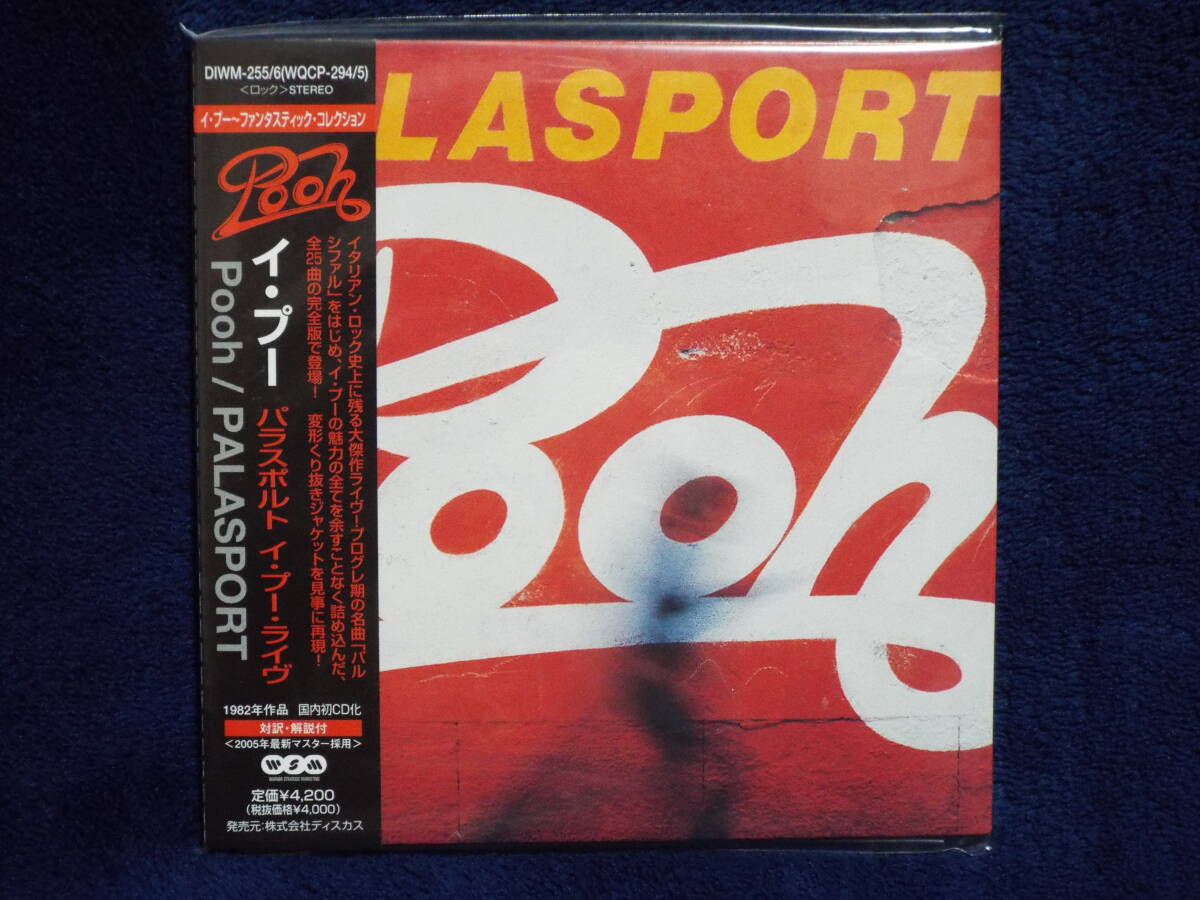 DIWM-255/6(WQCP-294/5)
<ロック>STEREO
イ・プー～ファンタスティック・コレクション
Pooh
イ・プー
パラスポルト イ・プー・ライヴ
Pooh / PALASPORT
イタリアン・ロック史上に残る大傑作ライヴ!プログレ期の名曲「パル
シファル」をはじめ、イ・プーの魅力の全てを余すことなく詰め込んだ、
全25曲の完全版で登場! 変形くり抜きジャケットを見事に再現!
1982年作品 国内初CD化
対訳・解説付
<2005年最新マスター採用>
WSM
WARNER STRATEGIC MARKETING
定価¥4,200
(税抜価格¥4,000)
発売元:株式会社ディスカス
LASPORT
Pooh